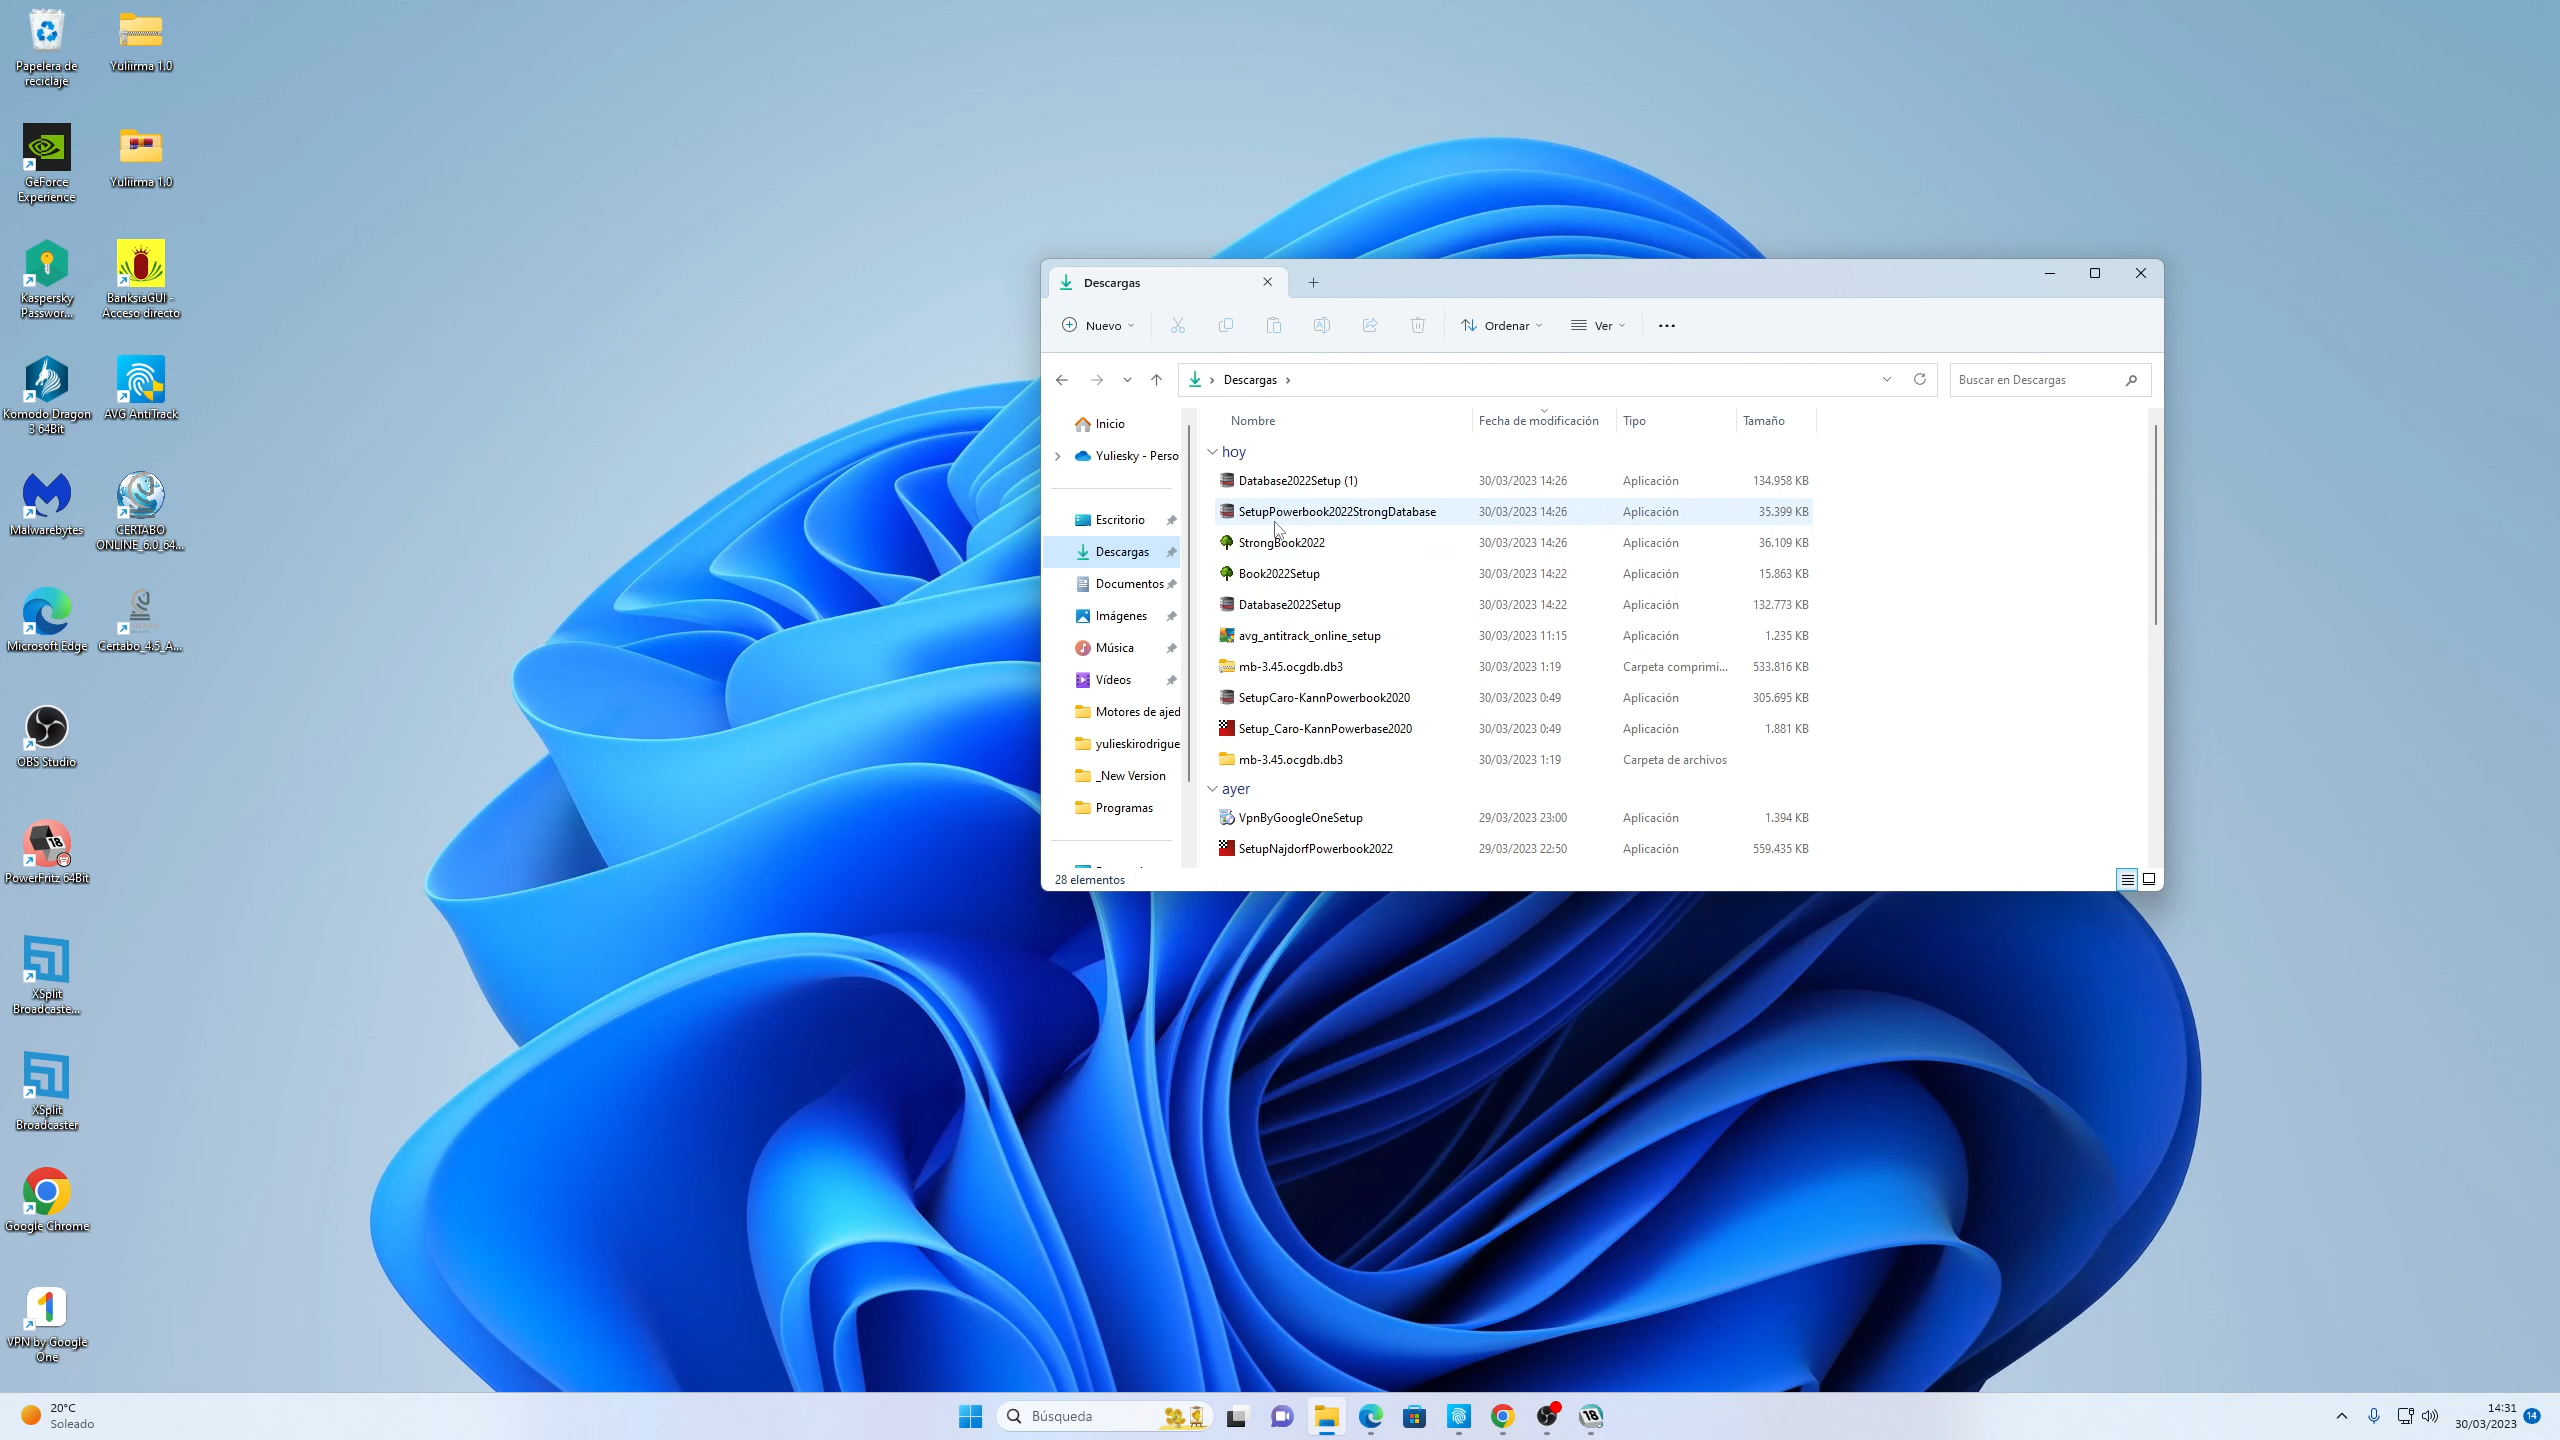 Papelera de
reciclaje
Yuliirma 1.0
GeForce
Experience
Yuliirma 1.0
Kaspersky
Passwor...
BanksiaGUI -
Acceso directo
Komodo Dragon
3 64Bit
AVG AntiTrack
Malwarebytes
CERTABO
ONLINE_6.0_64...
Microsoft Edge
Certabo_4.5_A...
OBS Studio
18
PowerFritz 64Bit
XSplit
Broadcaste...
XSplit
Broadcaster
Google Chrome
VPN by Google
One
Descargas
Nuevo
Ordenar
Ver
Descargas
Buscar en Descargas
Inicio
Yuliesky - Perso
Escritorio
Descargas
Documentos
Imágenes
Música
Vídeos
Motores de ajed
yulieskirodrigue
_New Version
Programas
Nombre Fecha de modificación Tipo Tamaño
hoy
Database2022Setup (1) 30/03/2023 14:26 Aplicación 134.958 KB
SetupPowerbook2022StrongDatabase 30/03/2023 14:26 Aplicación 35.399 KB
StrongBook2022 30/03/2023 14:26 Aplicación 36.109 KB
Book2022Setup 30/03/2023 14:22 Aplicación 15.863 KB
Database2022Setup 30/03/2023 14:22 Aplicación 132.773 KB
avg_antitrack_online_setup 30/03/2023 11:15 Aplicación 1.235 KB
mb-3.45.ocgdb.db3 30/03/2023 1:19 Carpeta comprimi... 533.816 KB
SetupCaro-KannPowerbook2020 30/03/2023 0:49 Aplicación 305.695 KB
Setup_Caro-KannPowerbase2020 30/03/2023 0:49 Aplicación 1.881 KB
mb-3.45.ocgdb.db3 30/03/2023 1:19 Carpeta de archivos
ayer
VpnByGoogleOneSetup 29/03/2023 23:00 Aplicación 1.394 KB
SetupNajdorfPowerbook2022 29/03/2023 22:50 Aplicación 559.435 KB
28 elementos
20°C
Soleado
Búsqueda
18
14:31
30/03/2023
14